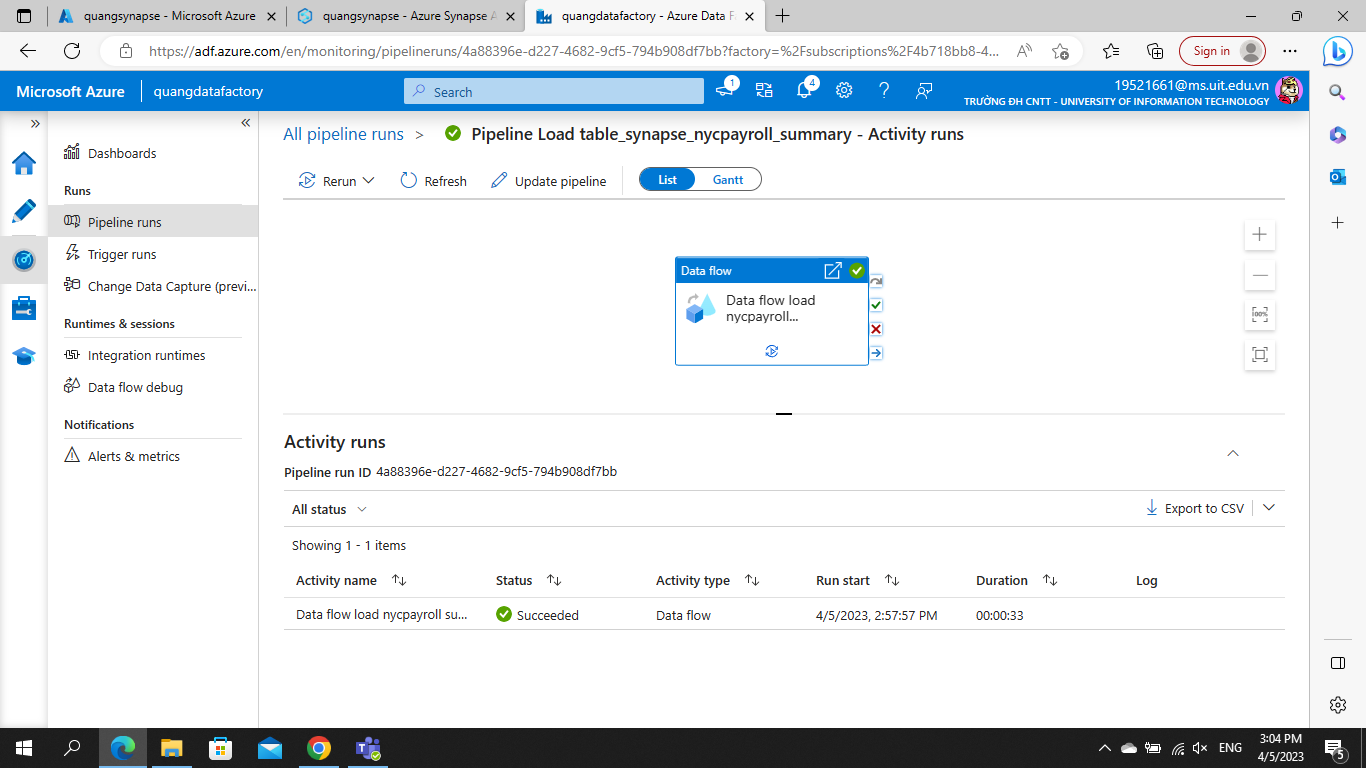 quangsynapse - Microsoft Azure
quangsynapse - Azure Synapse A
quangdatafactory - Azure Data F
https://adf.azure.com/en/monitoring/pipelineruns/4a88396e-d227-4682-9cf5-794b908df7bb?factory=%2Fsubscriptions%2F4b718bb8-4...
Sign in
Microsoft Azure
quangdatafactory
Search
1
4
19521661@ms.uit.edu.vn
TRƯỜNG ĐH CNTT - UNIVERSITY OF INFORMATION TECHNOLOGY
Dashboards
Runs
Pipeline runs
Trigger runs
Change Data Capture (previ...
Runtimes & sessions
Integration runtimes
Data flow debug
Notifications
Alerts & metrics
All pipeline runs > Pipeline Load table_synapse_nycpayroll_summary - Activity runs
Rerun
Refresh
Update pipeline
List
Gantt
Data flow
Data flow load
nycpayroll...
100%
Activity runs
Pipeline run ID 4a88396e-d227-4682-9cf5-794b908df7bb
All status
Export to CSV
Showing 1 - 1 items
Activity name Status Activity type Run start Duration Log
Data flow load nycpayroll su... Succeeded Data flow 4/5/2023, 2:57:57 PM 00:00:33
ENG
3:04 PM
4/5/2023
5